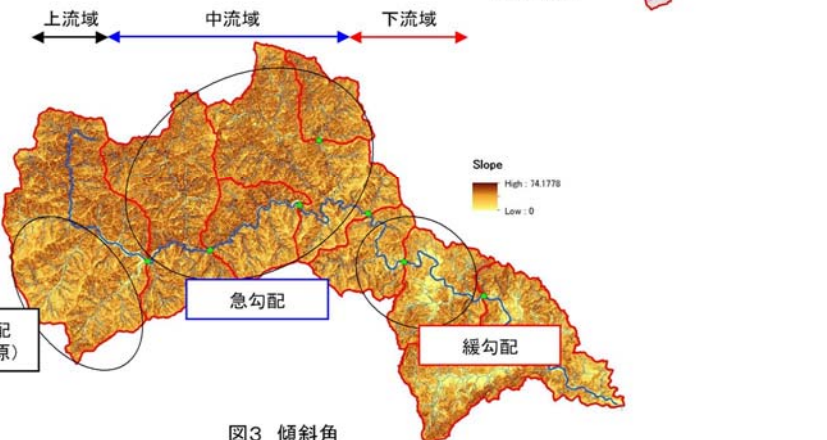 上流域
中流域
下流域
Slope
High : 74.1778
Low : 0
急勾配
配
原）
緩勾配
図3 傾斜角